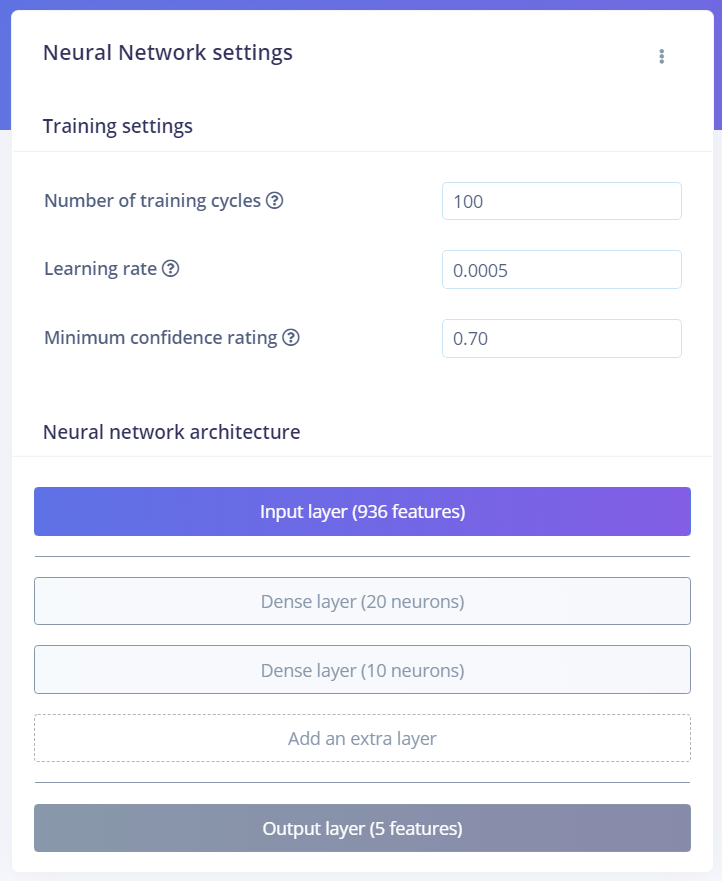 Neural Network settings
Training settings
Number of training cycles ?
100
Learning rate ?
0.0005
Minimum confidence rating ?
0.70
Neural network architecture
Input layer (936 features)
Dense layer (20 neurons)
Dense layer (10 neurons)
Add an extra layer
Output layer (5 features)